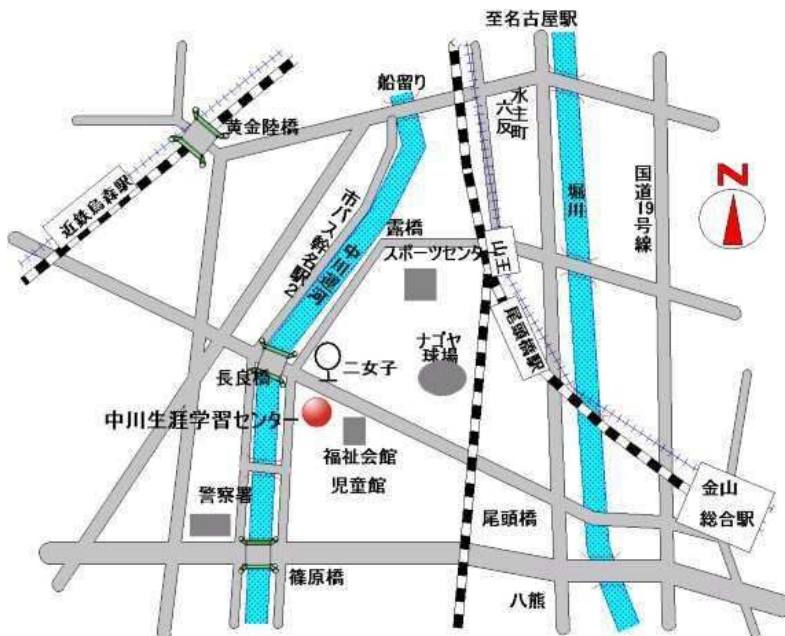 至名古屋駅
船留り
水主町
六反
黄金陸橋
近鉄烏森駅
市バス幹名駅2
中川運河
露橋
スポーツセンタ
山王
堀川
国道19号線
N
尾頭橋駅
ナゴヤ
球場
二女子
長良橋
中川生涯学習センター
福祉会館
児童館
警察署
尾頭橋
金山
総合駅
篠原橋
八熊